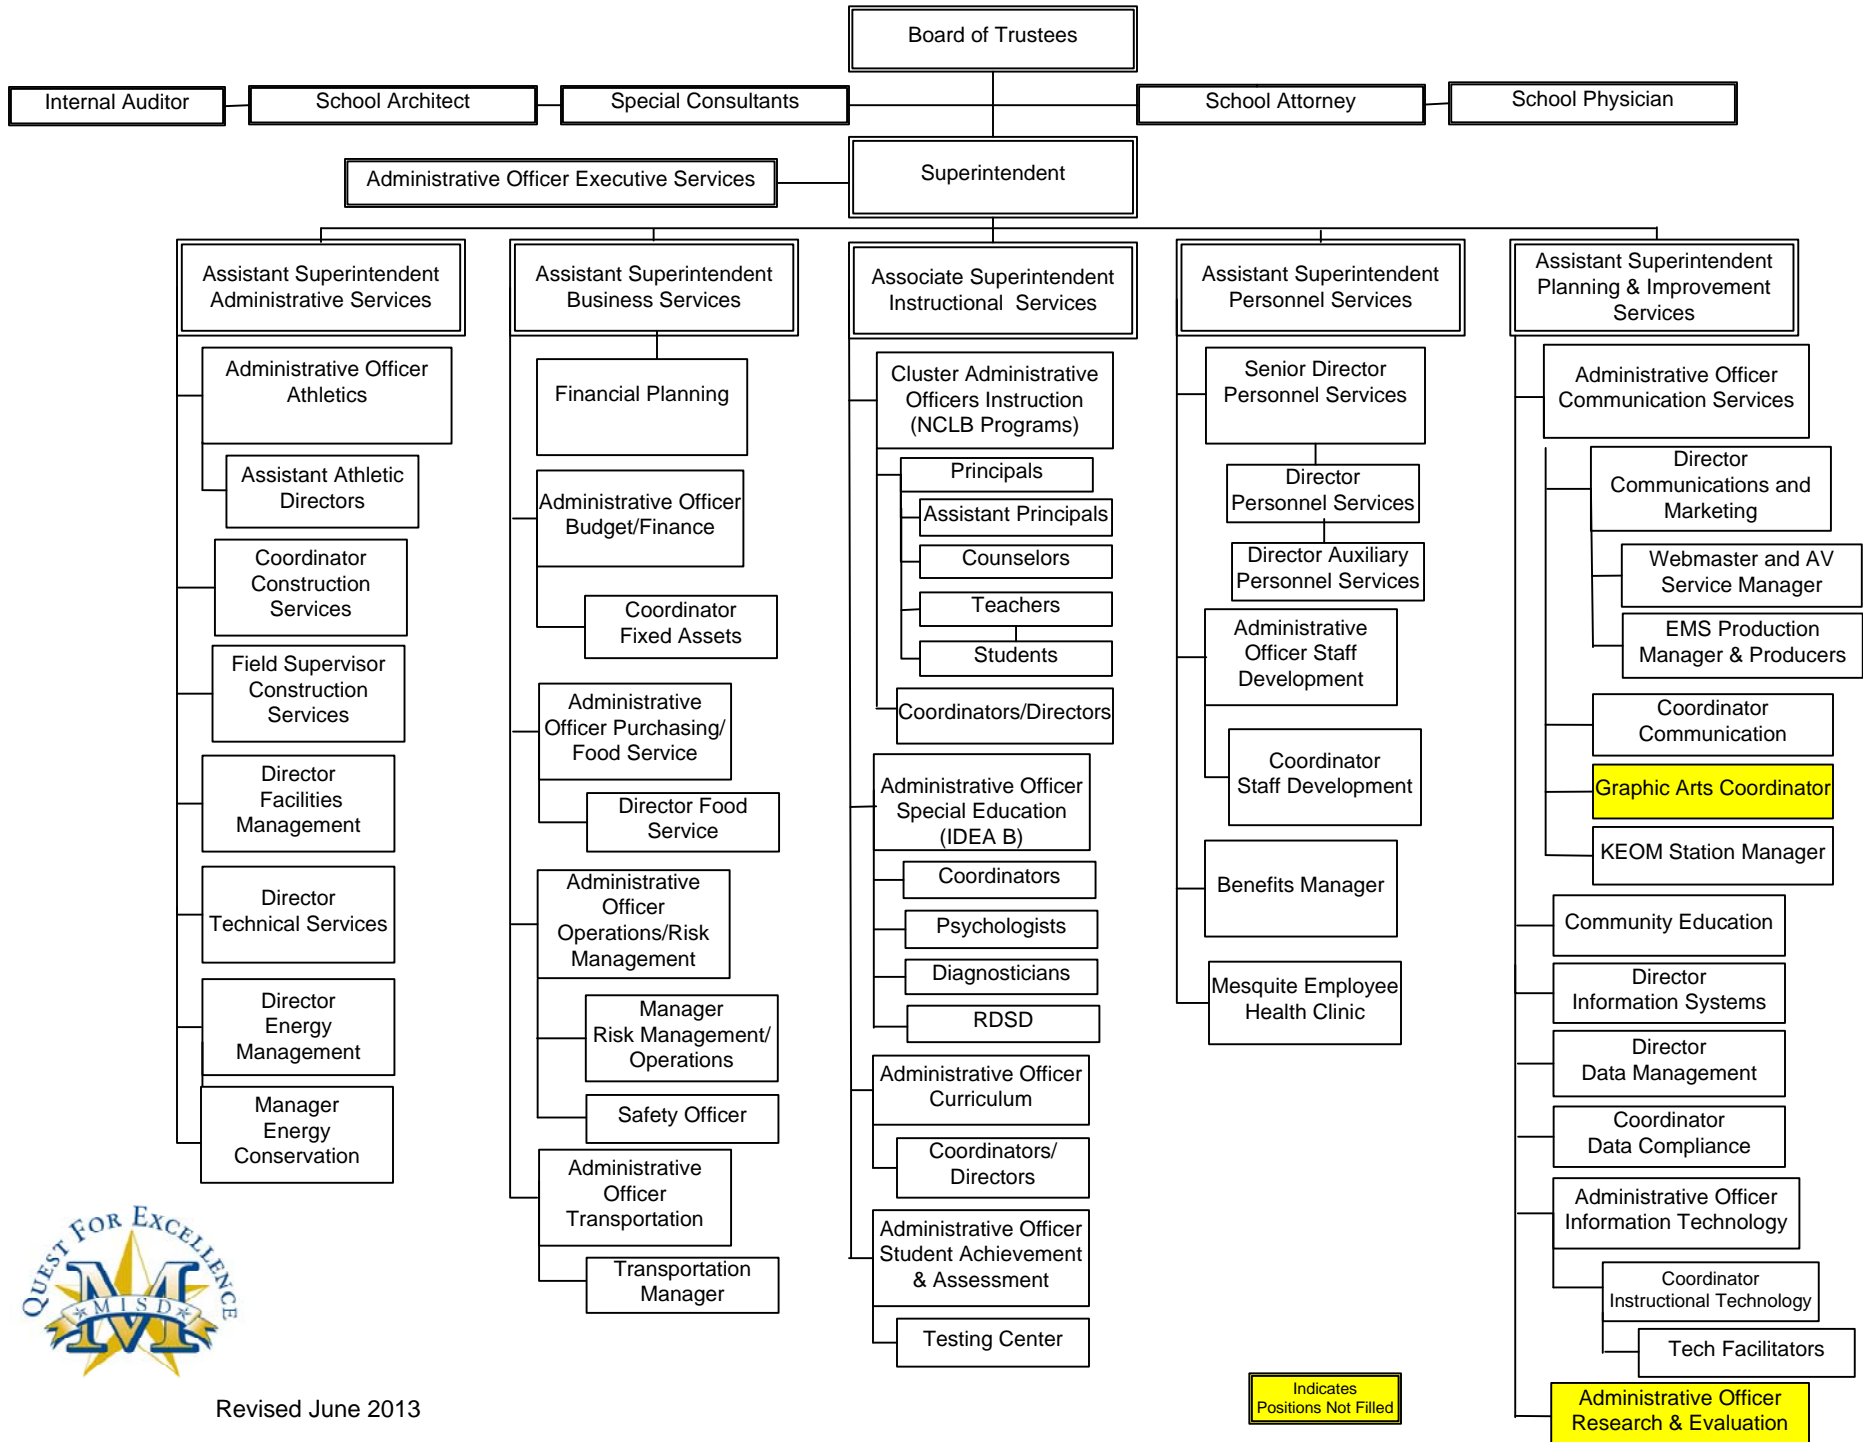 Board of Trustees
Internal Auditor
School Architect
Special Consultants
School Attorney
School Physician
Administrative Officer Executive Services
Superintendent
Assistant Superintendent
Administrative Services
Administrative Officer
Athletics
Assistant Athletic
Directors
Coordinator
Construction
Services
Field Supervisor
Construction
Services
Director
Facilities
Management
Director
Technical Services
Director
Energy
Management
Manager
Energy
Conservation
Assistant Superintendent
Business Services
Financial Planning
Administrative Officer
Budget/Finance
Coordinator
Fixed Assets
Administrative
Officer Purchasing/
Food Service
Director Food
Service
Administrative
Officer
Operations/Risk
Management
Manager
Risk Management/
Operations
Safety Officer
Administrative
Officer
Transportation
Transportation
Manager
Associate Superintendent
Instructional Services
Cluster Administrative
Officers Instruction
(NCLB Programs)
Principals
Assistant Principals
Counselors
Teachers
Students
Coordinators/Directors
Administrative Officer
Special Education
(IDEA B)
Coordinators
Psychologists
Diagnosticians
RDSD
Administrative Officer
Curriculum
Coordinators/
Directors
Administrative Officer
Student Achievement
& Assessment
Testing Center
Assistant Superintendent
Personnel Services
Senior Director
Personnel Services
Director
Personnel Services
Director Auxiliary
Personnel Services
Administrative
Officer Staff
Development
Coordinator
Staff Development
Benefits Manager
Mesquite Employee
Health Clinic
Assistant Superintendent
Planning & Improvement
Services
Administrative Officer
Communication Services
Director
Communications and
Marketing
Webmaster and AV
Service Manager
EMS Production
Manager & Producers
Coordinator
Communication
Graphic Arts Coordinator
KEOM Station Manager
Community Education
Director
Information Systems
Director
Data Management
Coordinator
Data Compliance
Administrative Officer
Information Technology
Coordinator
Instructional Technology
Tech Facilitators
Administrative Officer
Research & Evaluation
Indicates
Positions Not Filled
QUEST FOR EXCELLENCE
M
MISD
Revised June 2013